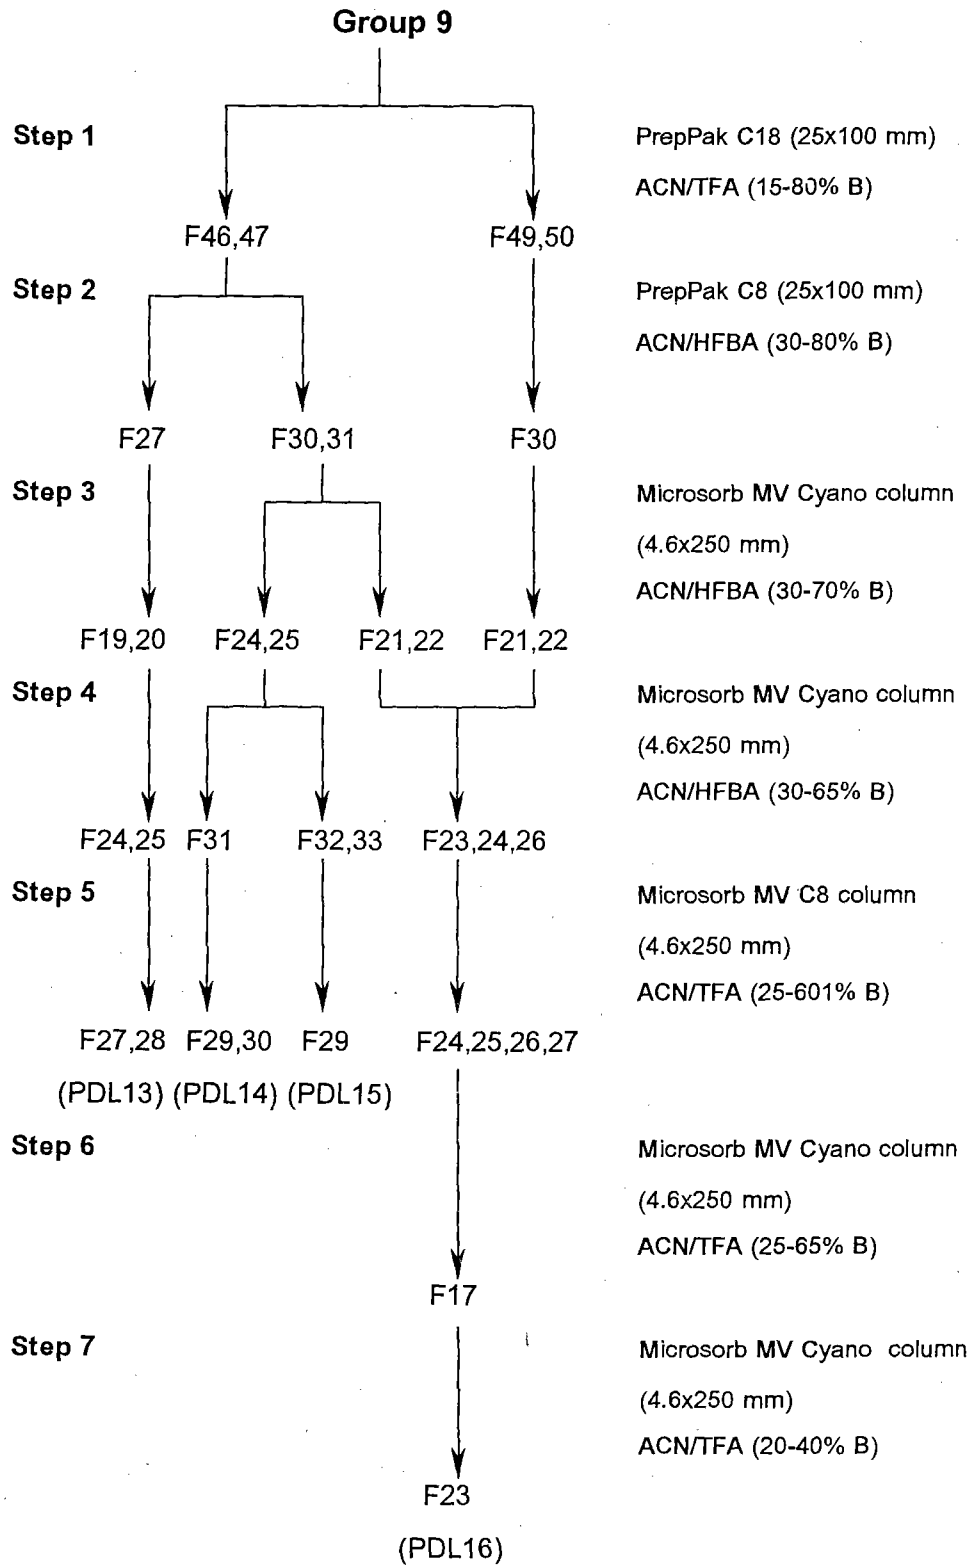 Group 9
Step 1
PrepPak C18 (25x100 mm)
ACN/TFA (15-80% B)
F46,47
F49,50
Step 2
PrepPak C8 (25x100 mm)
ACN/HFBA (30-80% B)
F27
F30,31
F30
Step 3
Microsorb MV Cyano column
(4.6x250 mm)
ACN/HFBA (30-70% B)
F19,20
F24,25
F21,22
F21,22
Step 4
Microsorb MV Cyano column
(4.6x250 mm)
ACN/HFBA (30-65% B)
F24,25
F31
F32,33
F23,24,26
Step 5
Microsorb MV C8 column
(4.6x250 mm)
ACN/TFA (25-601% B)
F27,28
F29,30
F29
F24,25,26,27
(PDL13) (PDL14) (PDL15)
Step 6
Microsorb MV Cyano column
(4.6x250 mm)
ACN/TFA (25-65% B)
F17
Step 7
Microsorb MV Cyano column
(4.6x250 mm)
ACN/TFA (20-40% B)
F23
(PDL16)